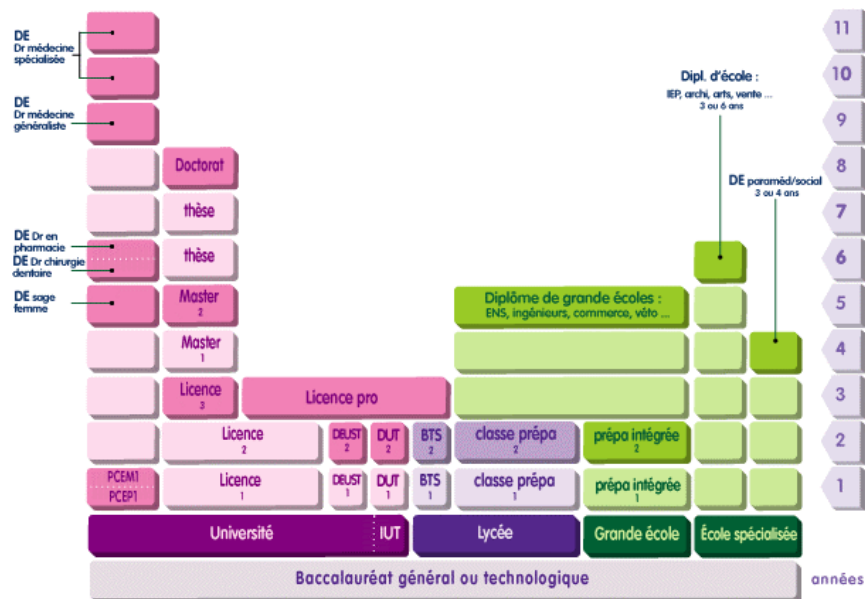 DE
Dr médecine
spécialisée
11
10
Dipl. d'école :
IEP, archi, arts, vente ...
3 ou 6 ans
DE
Dr médecine
généraliste
9
Doctorat
8
DE paraméd/social
3 ou 4 ans
thèse
7
DE Dr en
pharmacie
DE Dr chirurgie
dentaire
thèse
6
DE sage
femme
Master
2
Diplôme de grande écoles :
ENS, ingénieurs, commerce, véto ...
5
Master
1
4
Licence
3
Licence pro
3
Licence
2
DEUST
2
DUT
2
BTS
2
classe prépa
2
prépa intégrée
2
2
PCEM1
PCEP1
Licence
1
DEUST
1
DUT
1
BTS
1
classe prépa
1
prépa intégrée
1
1
Université
IUT
Lycée
Grande école
École spécialisée
Baccalauréat général ou technologique
années